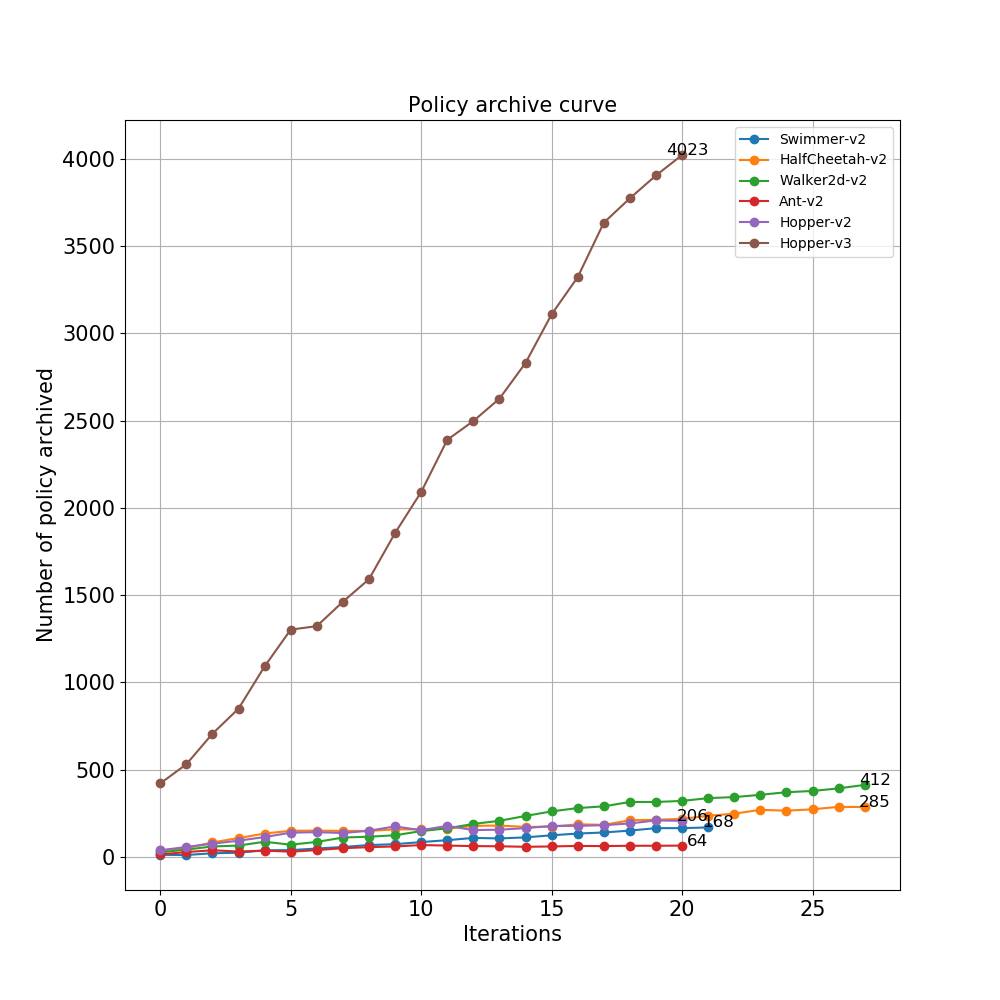 Policy archive curve
4000
3500
3000
2500
2000
1500
1000
500
0
Number of policy archived
4023
Swimmer-v2
HalfCheetah-v2
Walker2d-v2
Ant-v2
Hopper-v2
Hopper-v3
412
285
206
168
64
0 5 10 15 20 25
Iterations